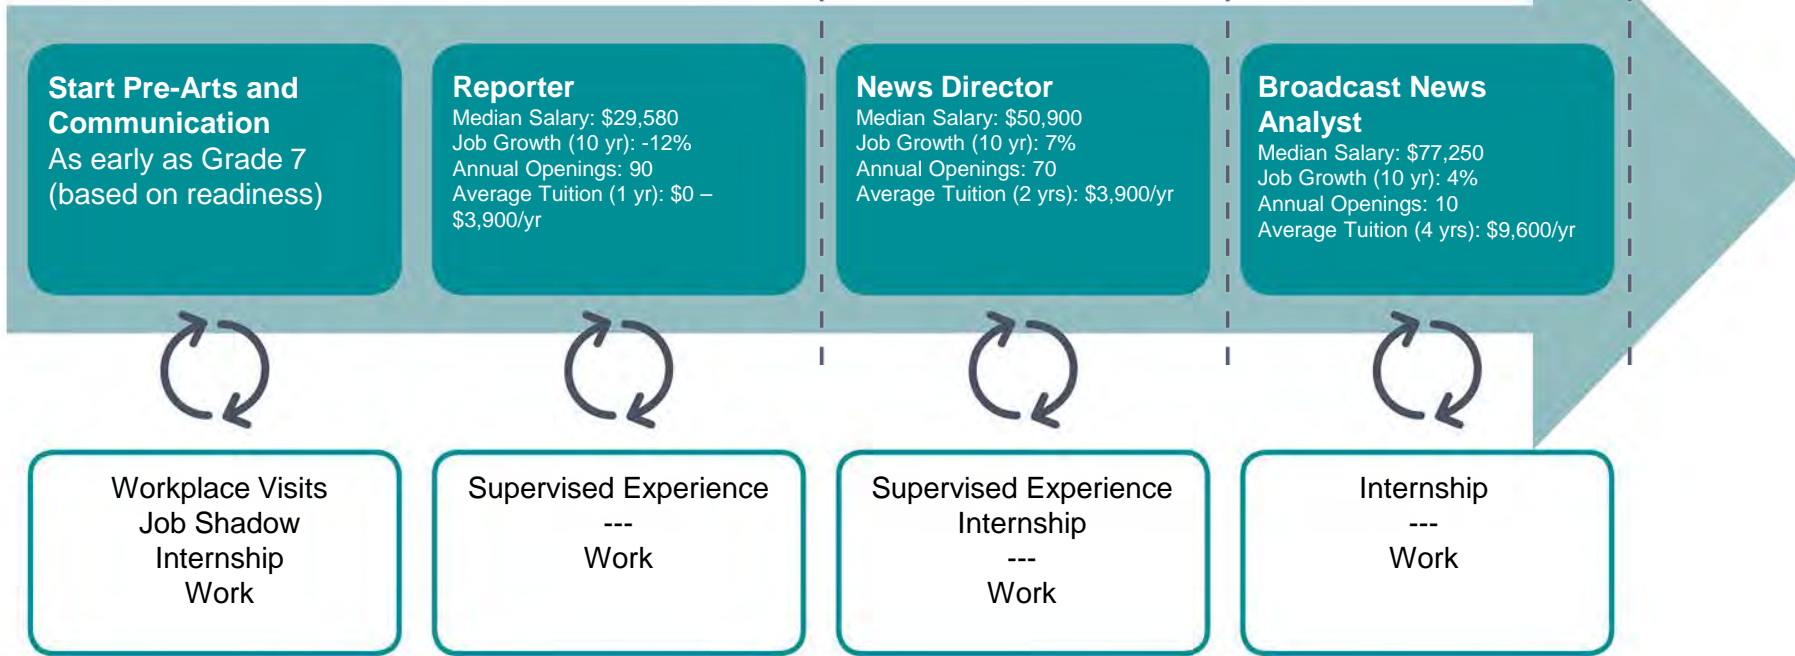 Start Pre-Arts and
Communication
As early as Grade 7
(based on readiness)
Reporter
Median Salary: $29,580
Job Growth (10 yr): -12%
Annual Openings: 90
Average Tuition (1 yr): $0 –
$3,900/yr
News Director
Median Salary: $50,900
Job Growth (10 yr): 7%
Annual Openings: 70
Average Tuition (2 yrs): $3,900/yr
Broadcast News
Analyst
Median Salary: $77,250
Job Growth (10 yr): 4%
Annual Openings: 10
Average Tuition (4 yrs): $9,600/yr
Workplace Visits
Job Shadow
Internship
Work
Supervised Experience
---
Work
Supervised Experience
Internship
---
Work
Internship
---
Work